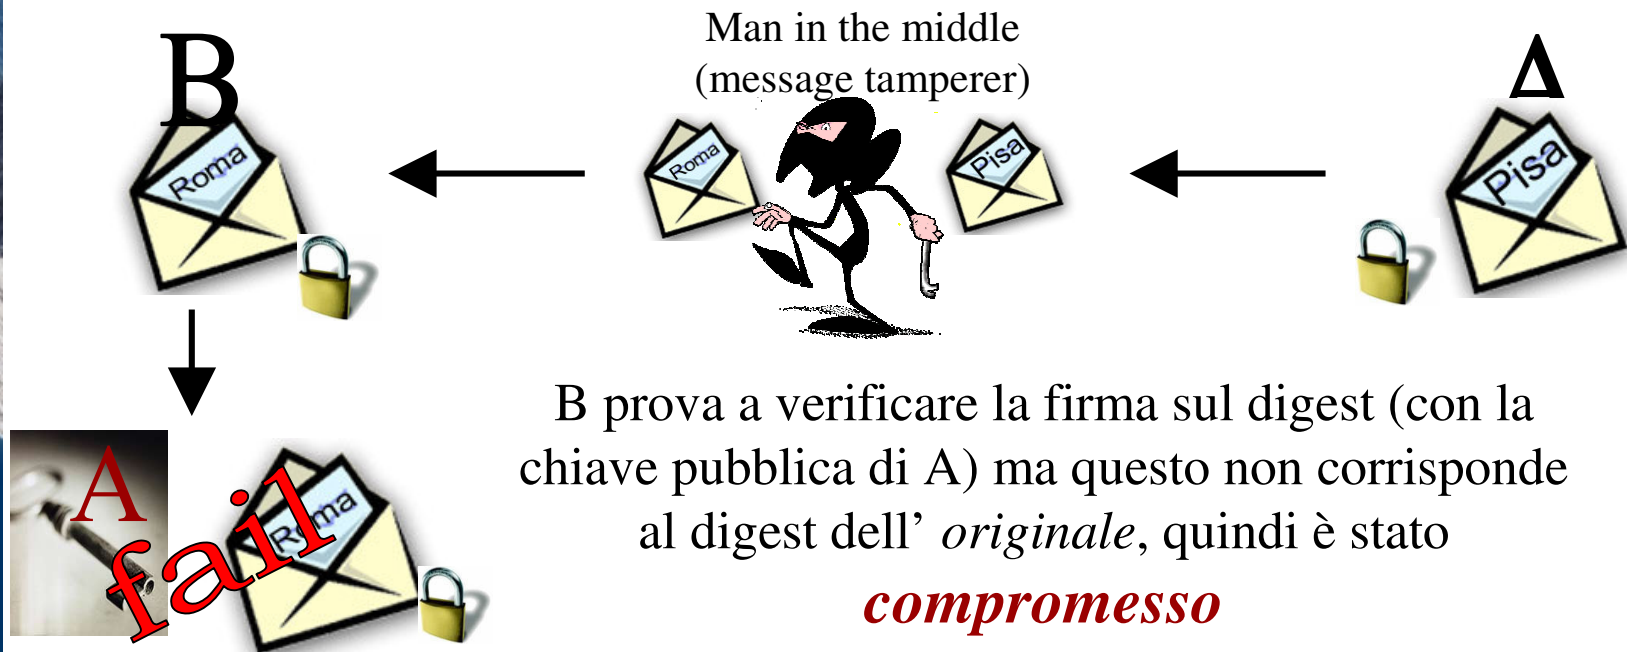 Man in the middle
(message tamperer)
B
A
Roma
Roma
Pisa
Pisa
B prova a verificare la firma sul digest (con la
chiave pubblica di A) ma questo non corrisponde
al digest dell’ originale, quindi è stato
compromesso
A
fail
Roma